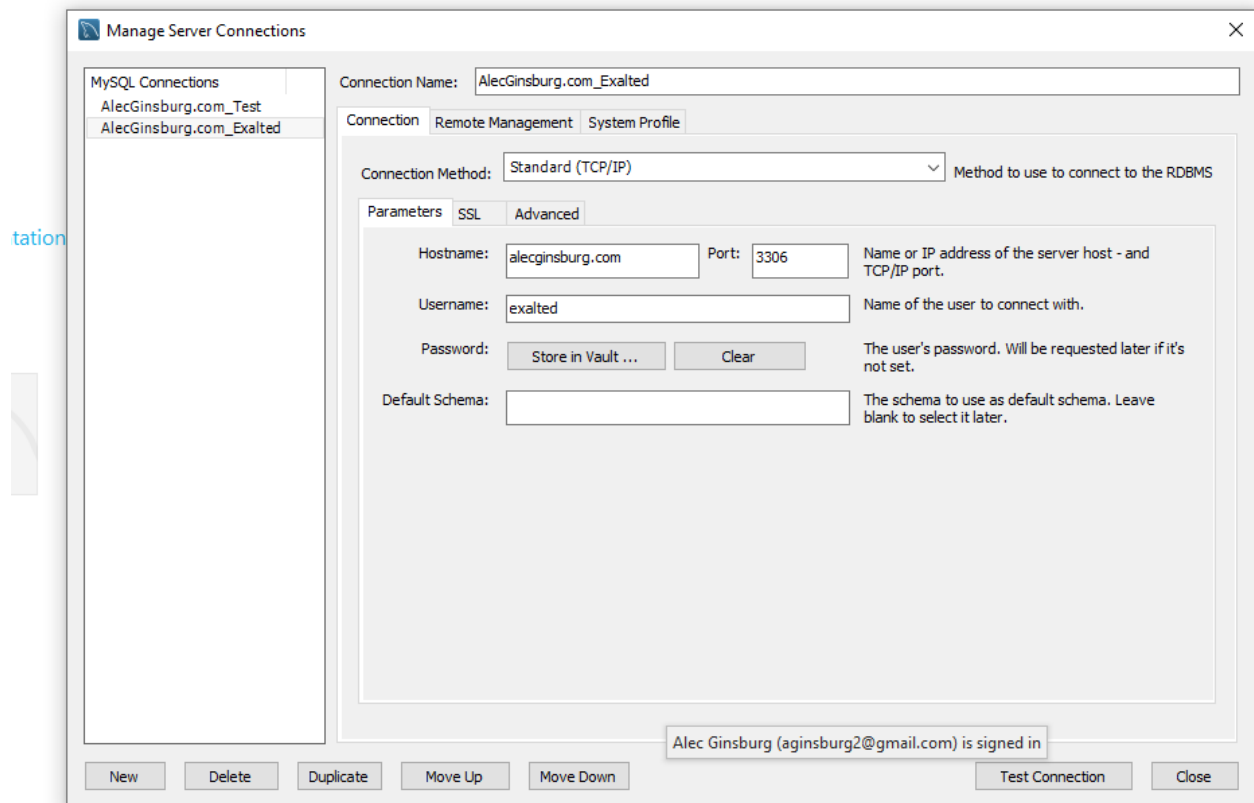 Manage Server Connections
MySQL Connections
AlecGinsburg.com_Test
AlecGinsburg.com_Exalted
Connection Name: AlecGinsburg.com_Exalted
Connection Remote Management System Profile
Connection Method: Standard (TCP/IP) Method to use to connect to the RDBMS
Parameters SSL Advanced
tation
Hostname: alecginsburg.com Port: 3306 Name or IP address of the server host - and
TCP/IP port.
Username: exalted Name of the user to connect with.
Password: Store in Vault ... Clear The user's password. Will be requested later if it's
not set.
Default Schema: The schema to use as default schema. Leave
blank to select it later.
Alec Ginsburg (aginsburg2@gmail.com) is signed in
New Delete Duplicate Move Up Move Down Test Connection Close